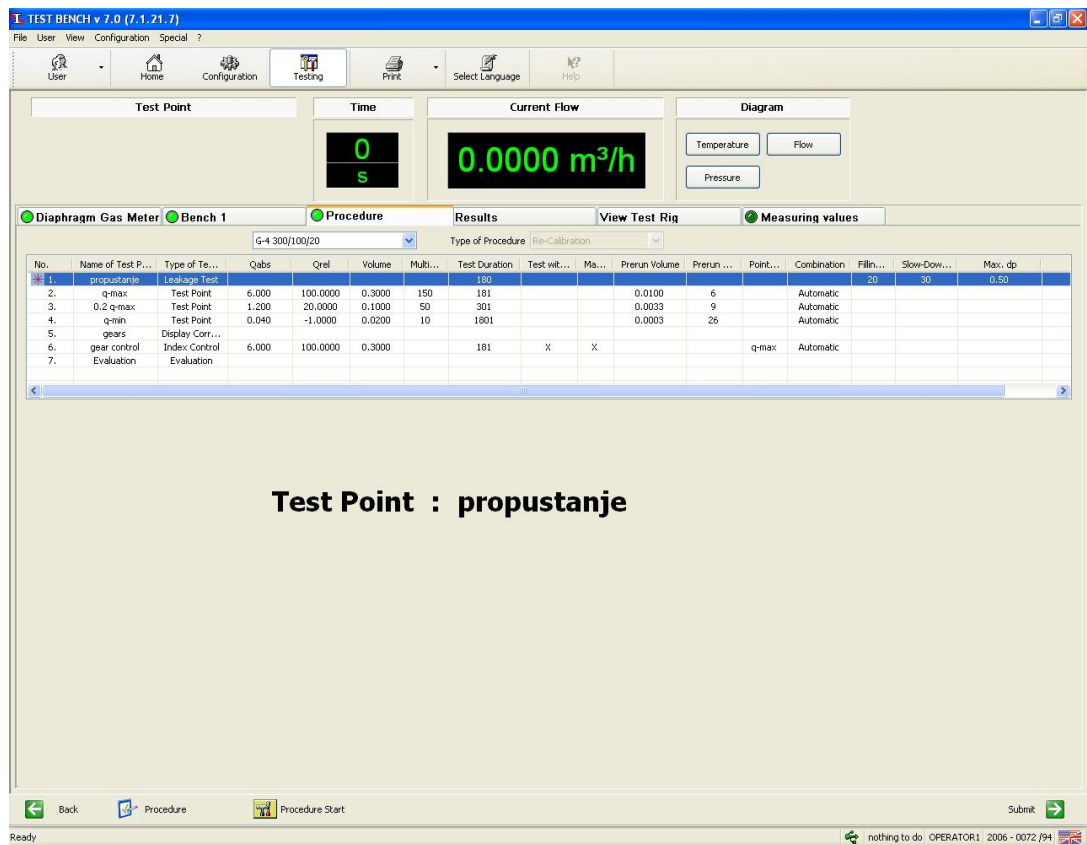 TEST BENCH v 7.0 (7.1.21.7)
File User View Configuration Special ?
User Home Configuration Testing Print Select Language Help
Test Point Time Current Flow Diagram
0 s
0.0000 m³/h
Temperature Flow
Pressure
Diaphragm Gas Meter Bench 1 Procedure Results View Test Rig Measuring values
G-4 300/100/20 Type of Procedure Re-Calibration
No. Name of Test P... Type of Te... Qabs Qrel Volume Multi... Test Duration Test wit... Ma... Prerun Volume Prerun ... Point... Combination Fillin... Slow-Dow... Max. dp
1. propustanje Leakage Test 180 20 30 0.50
2. q-max Test Point 6.000 100.0000 0.3000 150 181 0.0100 6 Automatic
3. 0.2 q-max Test Point 1.200 20.0000 0.1000 50 301 0.0033 9 Automatic
4. q-min Test Point 0.040 -1.0000 0.0200 10 1801 0.0003 26 Automatic
5. gears Display Corr...
6. gear control Index Control 6.000 100.0000 0.3000 181 X X q-max Automatic
7. Evaluation Evaluation
Test Point : propustanje
Back Procedure Procedure Start Submit
Ready nothing to do OPERATOR1 2006 - 0072 /94